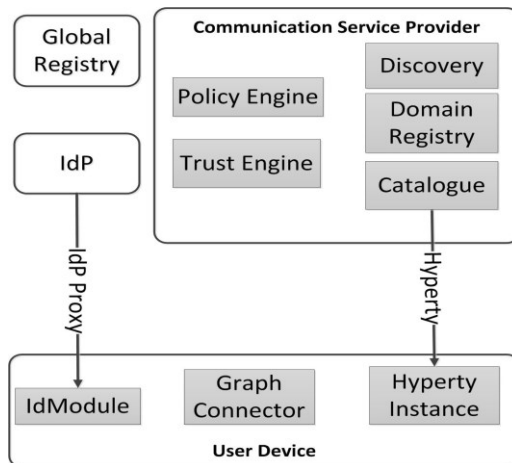 Global
Registry
Communication Service Provider
Discovery
Policy Engine
Domain
Registry
Trust Engine
IdP
Catalogue
IdP Proxy
Hyperty
IdModule
Graph
Connector
Hyperty
Instance
User Device